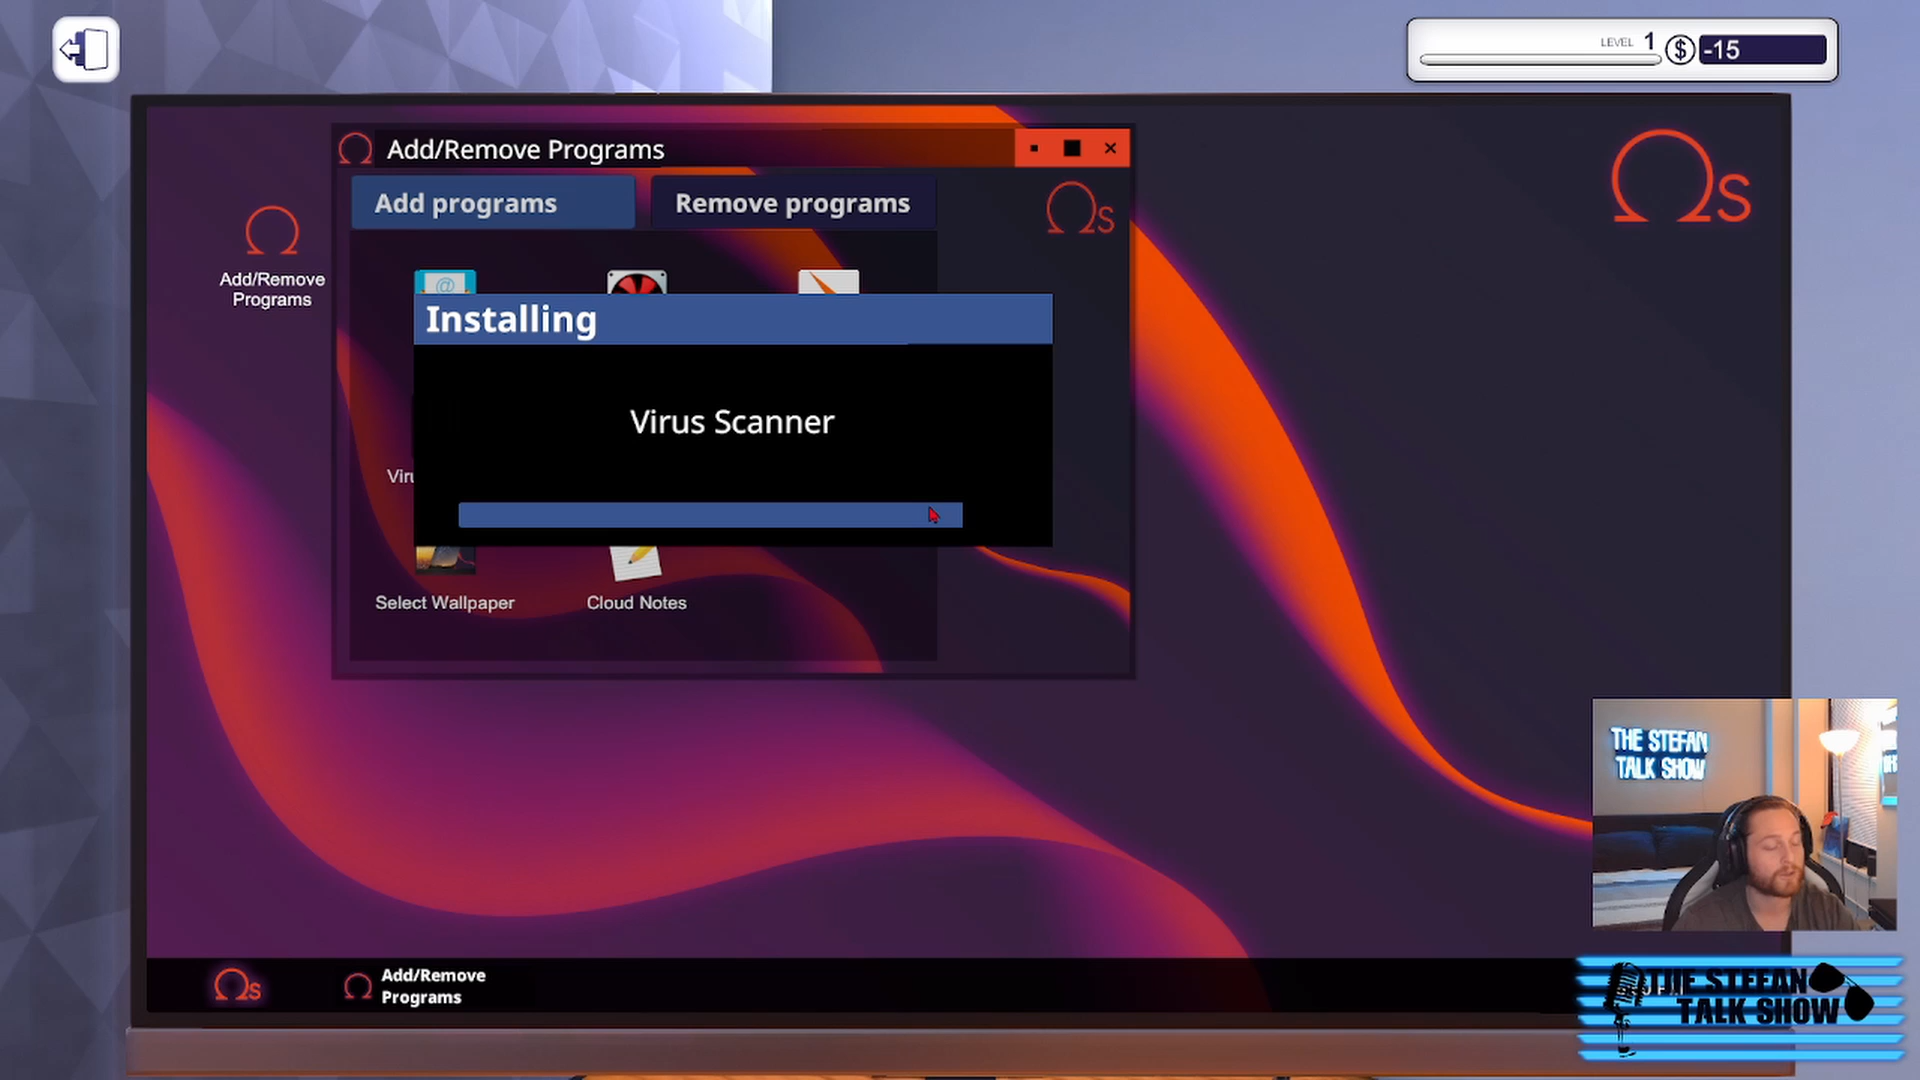 LEVEL 1 $ -15
Add/Remove Programs
Add programs
Remove programs
Ωs
Ωs
Add/Remove
Programs
@
Installing
Virus Scanner
Viru
Select Wallpaper
Cloud Notes
THE STEFAN
TALK SHOW
Ωs
Add/Remove
Programs
THE STEFAN
TALK SHOW